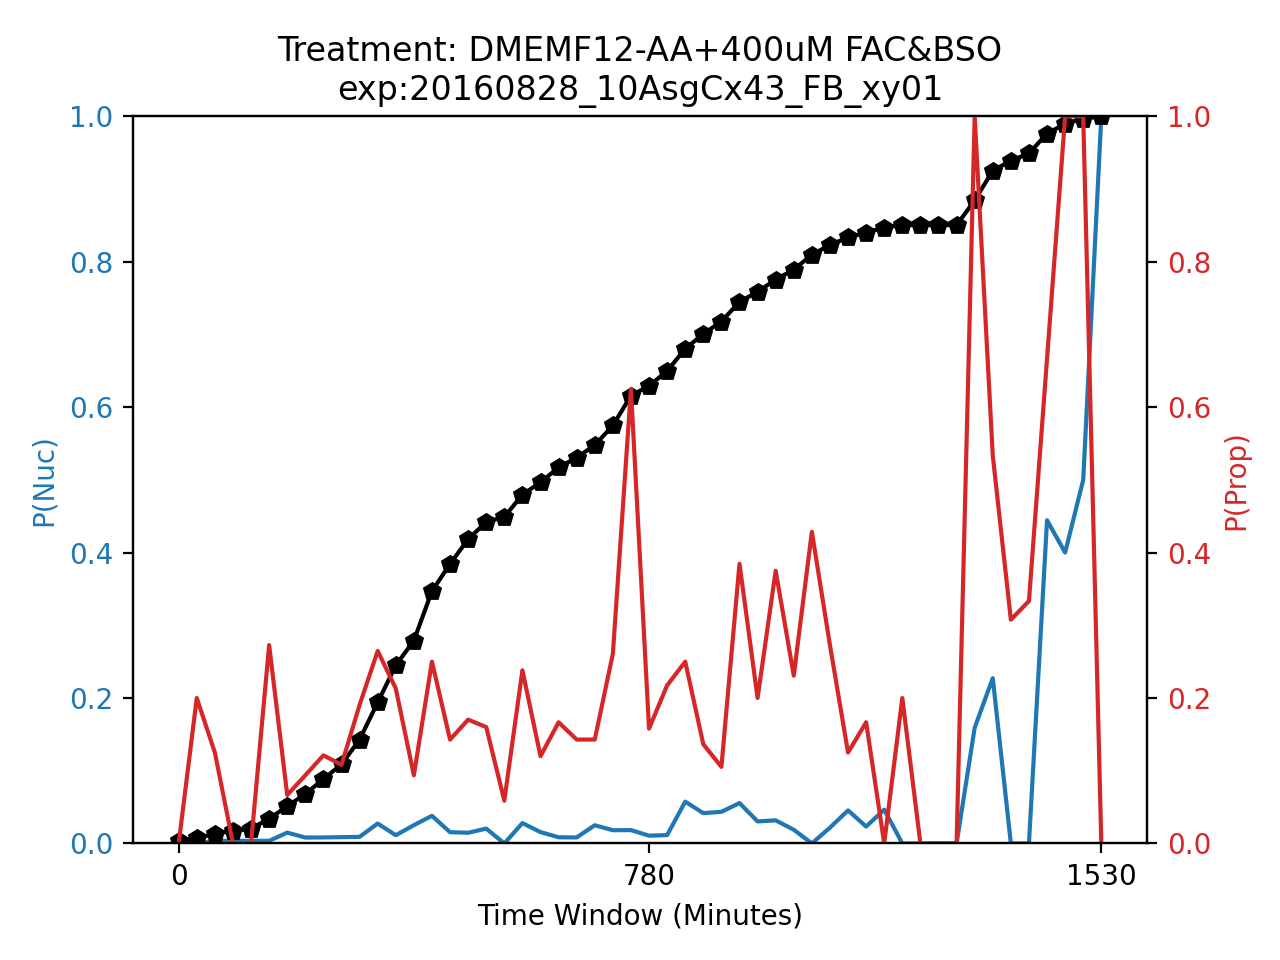 Treatment: DMEMF12-AA+400uM FAC&BSO
exp:20160828_10AsgCx43_FB_xy01
1.0
0.8
0.6
0.4
0.2
0.0
P(Nuc)
1.0
0.8
0.6
0.4
0.2
0.0
P(Prop)
0 780 1530
Time Window (Minutes)